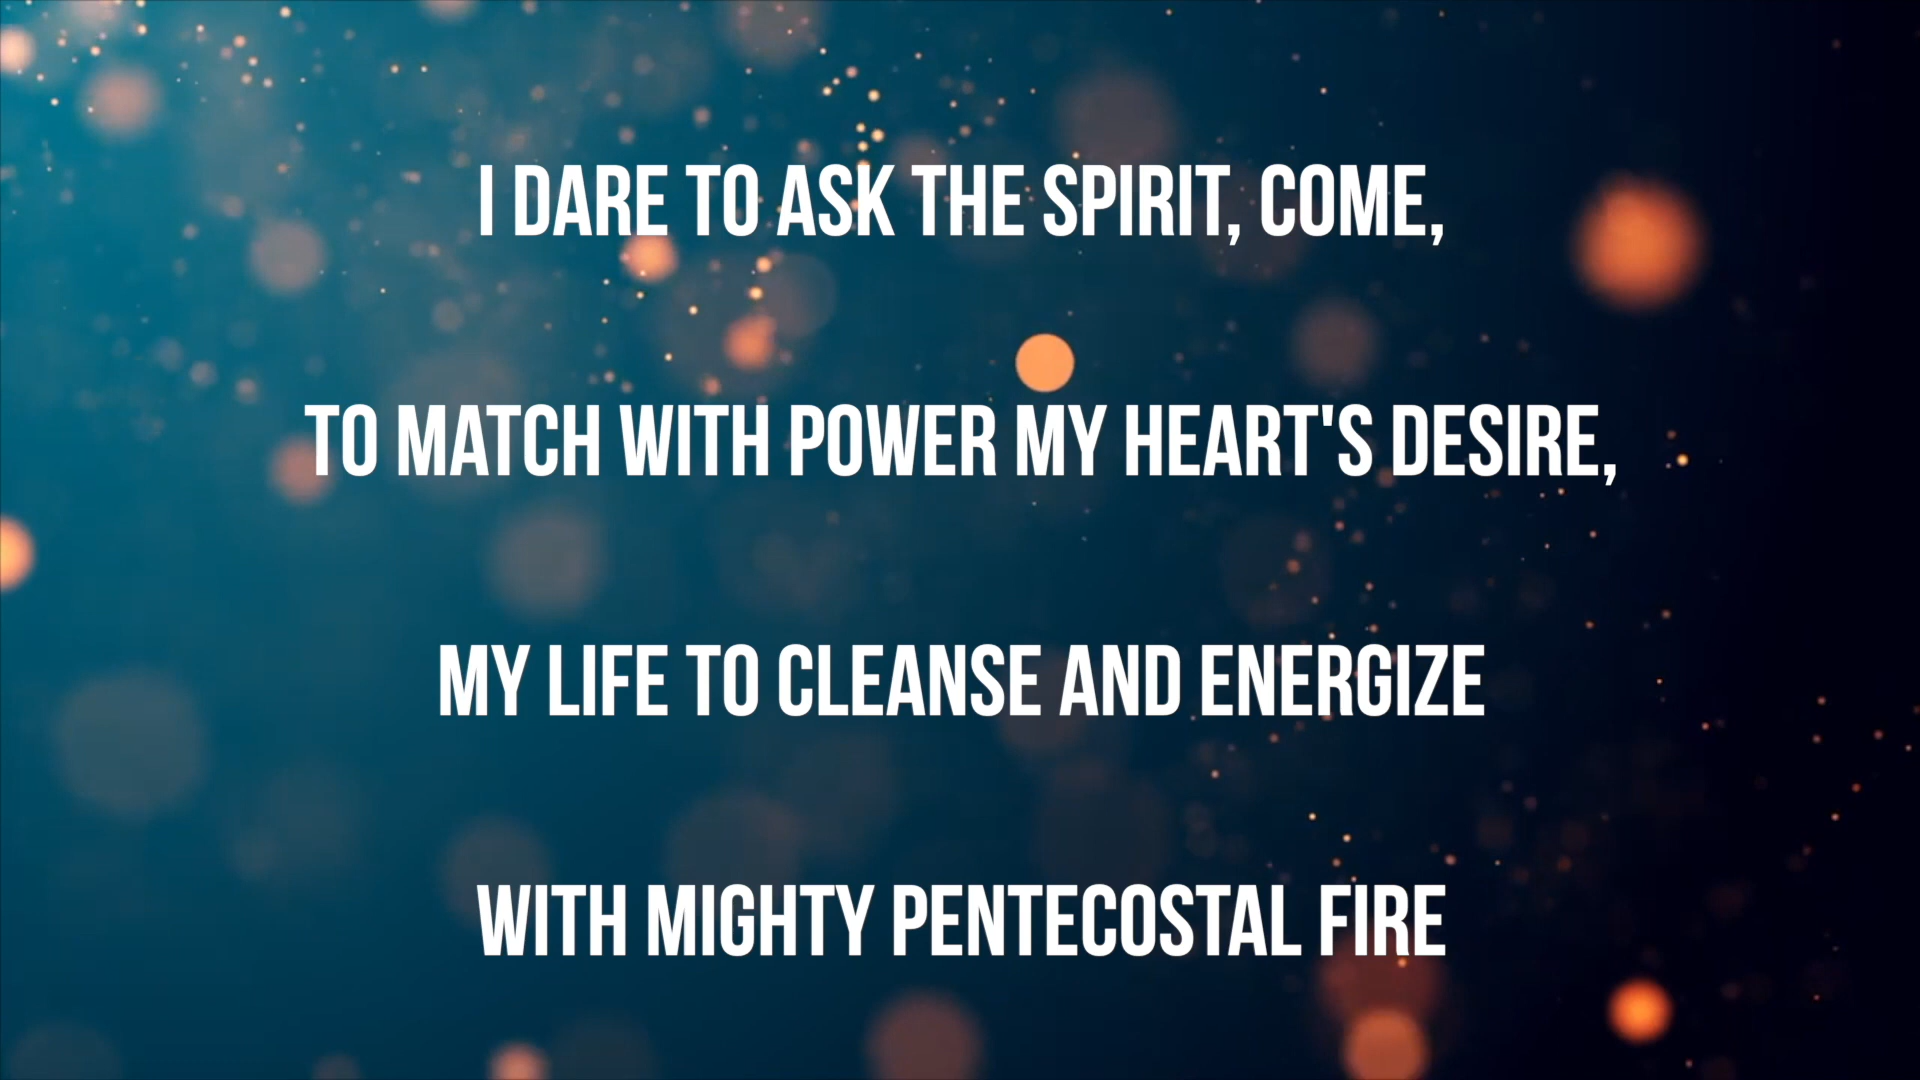 I DARE TO ASK THE SPIRIT, COME,
TO MATCH WITH POWER MY HEART'S DESIRE,
MY LIFE TO CLEANSE AND ENERGIZE
WITH MIGHTY PENTECOSTAL FIRE